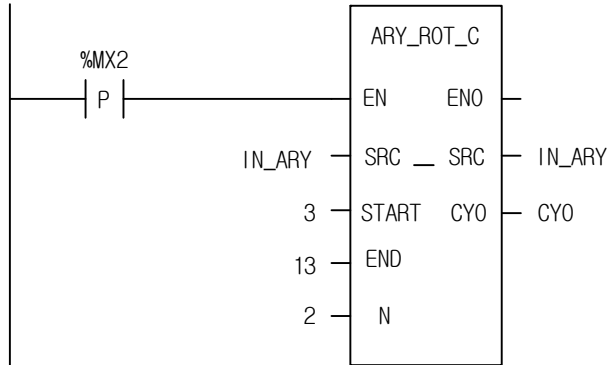 ARY_ROT_C
%MX2
P
EN ENO
IN_ARY SRC SRC IN_ARY
3 START CYO CYO
13 END
2 N